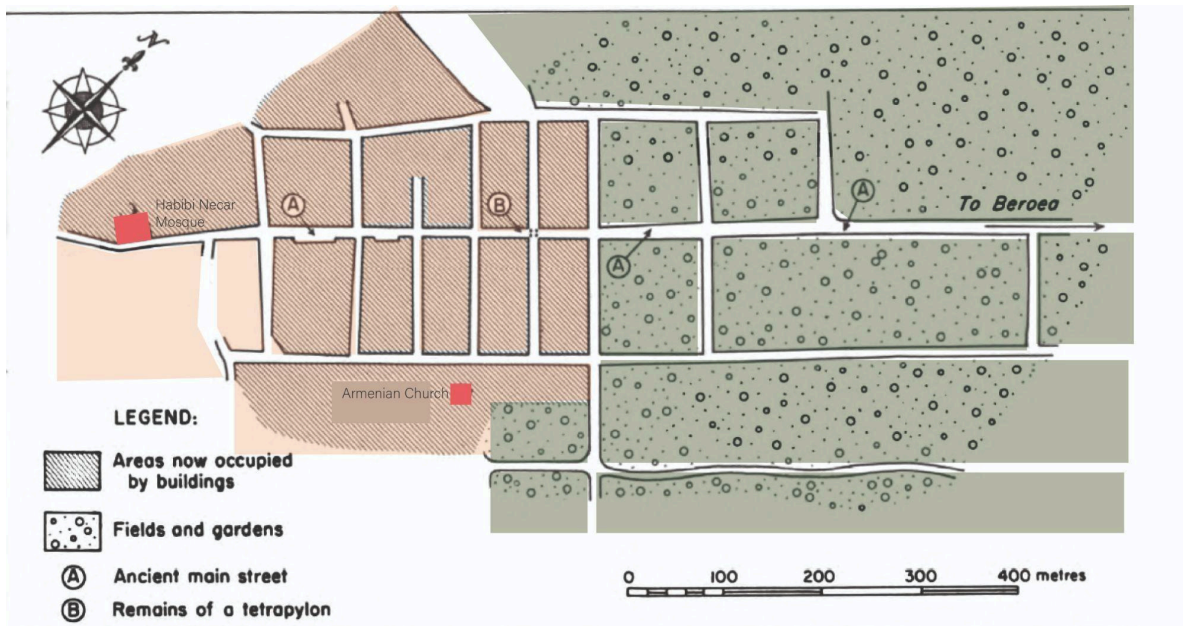 N
Habibi Necar
Mosque
A
B
A
To Beroea
A
Armenian Church
LEGEND:
Areas now occupied
by buildings
Fields and gardens
A Ancient main street
B Remains of a tetrapylon
0 100 200 300 400 metres